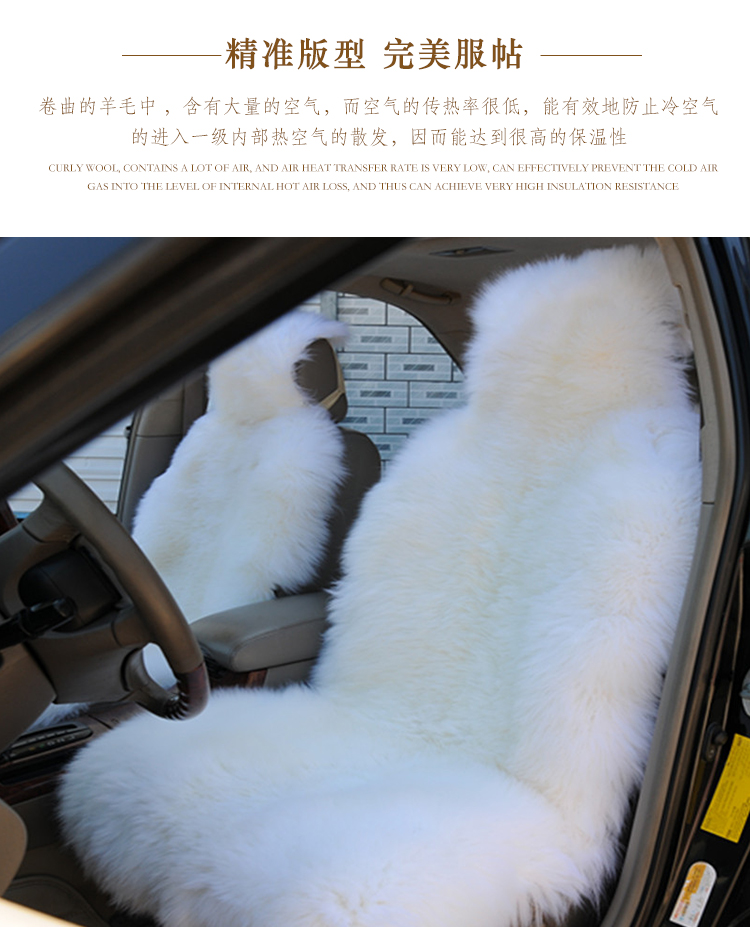 精准版型 完美服帖
卷曲的羊毛中，含有大量的空气，而空气的传热率很低，能有效地防止冷空气
的进入一级内部热空气的散发，因而能达到很高的保温性
CURLY WOOL, CONTAINS A LOT OF AIR, AND AIR HEAT TRANSFER RATE IS VERY LOW, CAN EFFECTIVELY PREVENT THE COLD AIR
GAS INTO THE LEVEL OF INTERNAL HOT AIR LOSS, AND THUS CAN ACHIEVE VERY HIGH INSULATION RESISTANCE